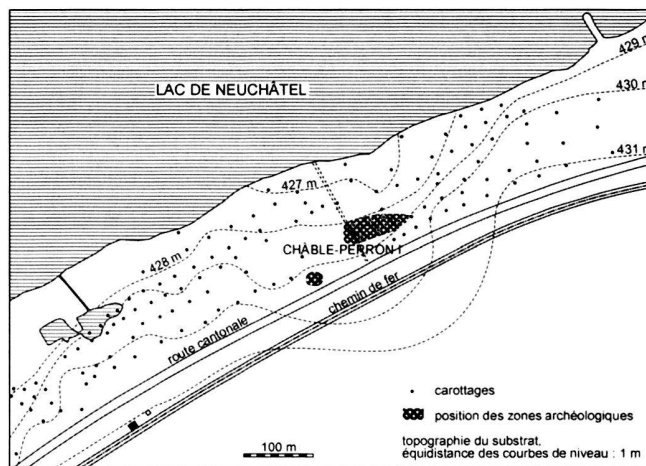 LAC DE NEUCHÂTEL
429 m
430 m
431 m
427 m
CHÂBLE-PERRON I
428 m
chemin de fer
route cantonale
carottages
position des zones archéologiques
topographie du substrat,
équidistance des courbes de niveau : 1 m
100 m